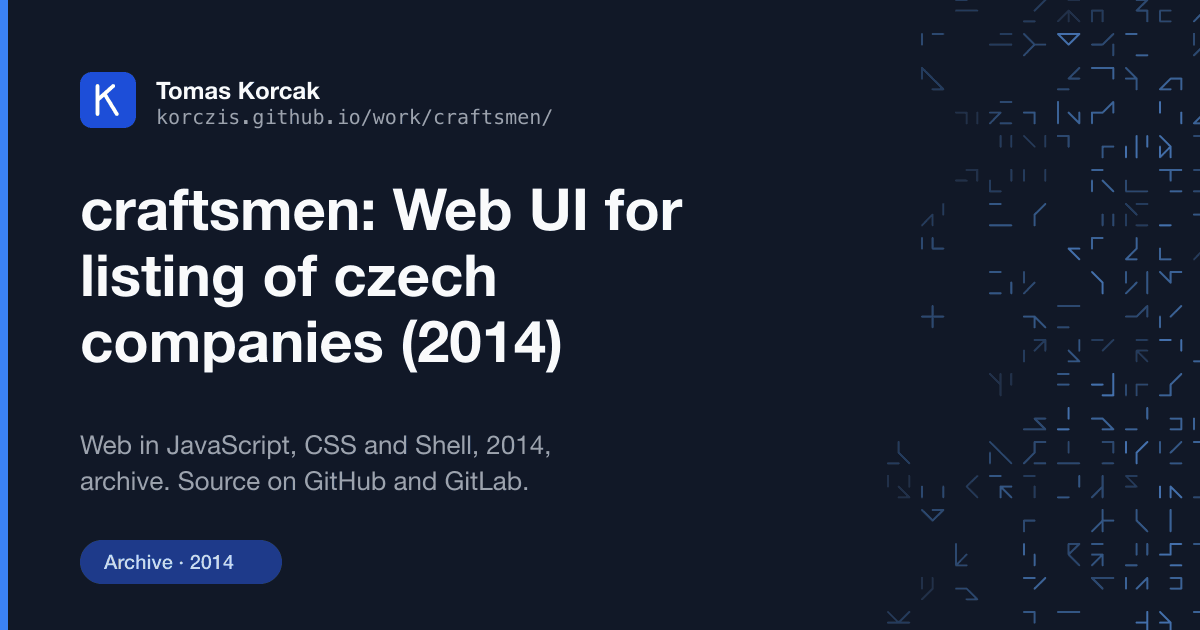 K
Tomas Korcak
korczis.github.io/work/craftsmen/
craftsmen: Web UI for
listing of czech
companies (2014)
Web in JavaScript, CSS and Shell, 2014,
archive. Source on GitHub and GitLab.
Archive · 2014